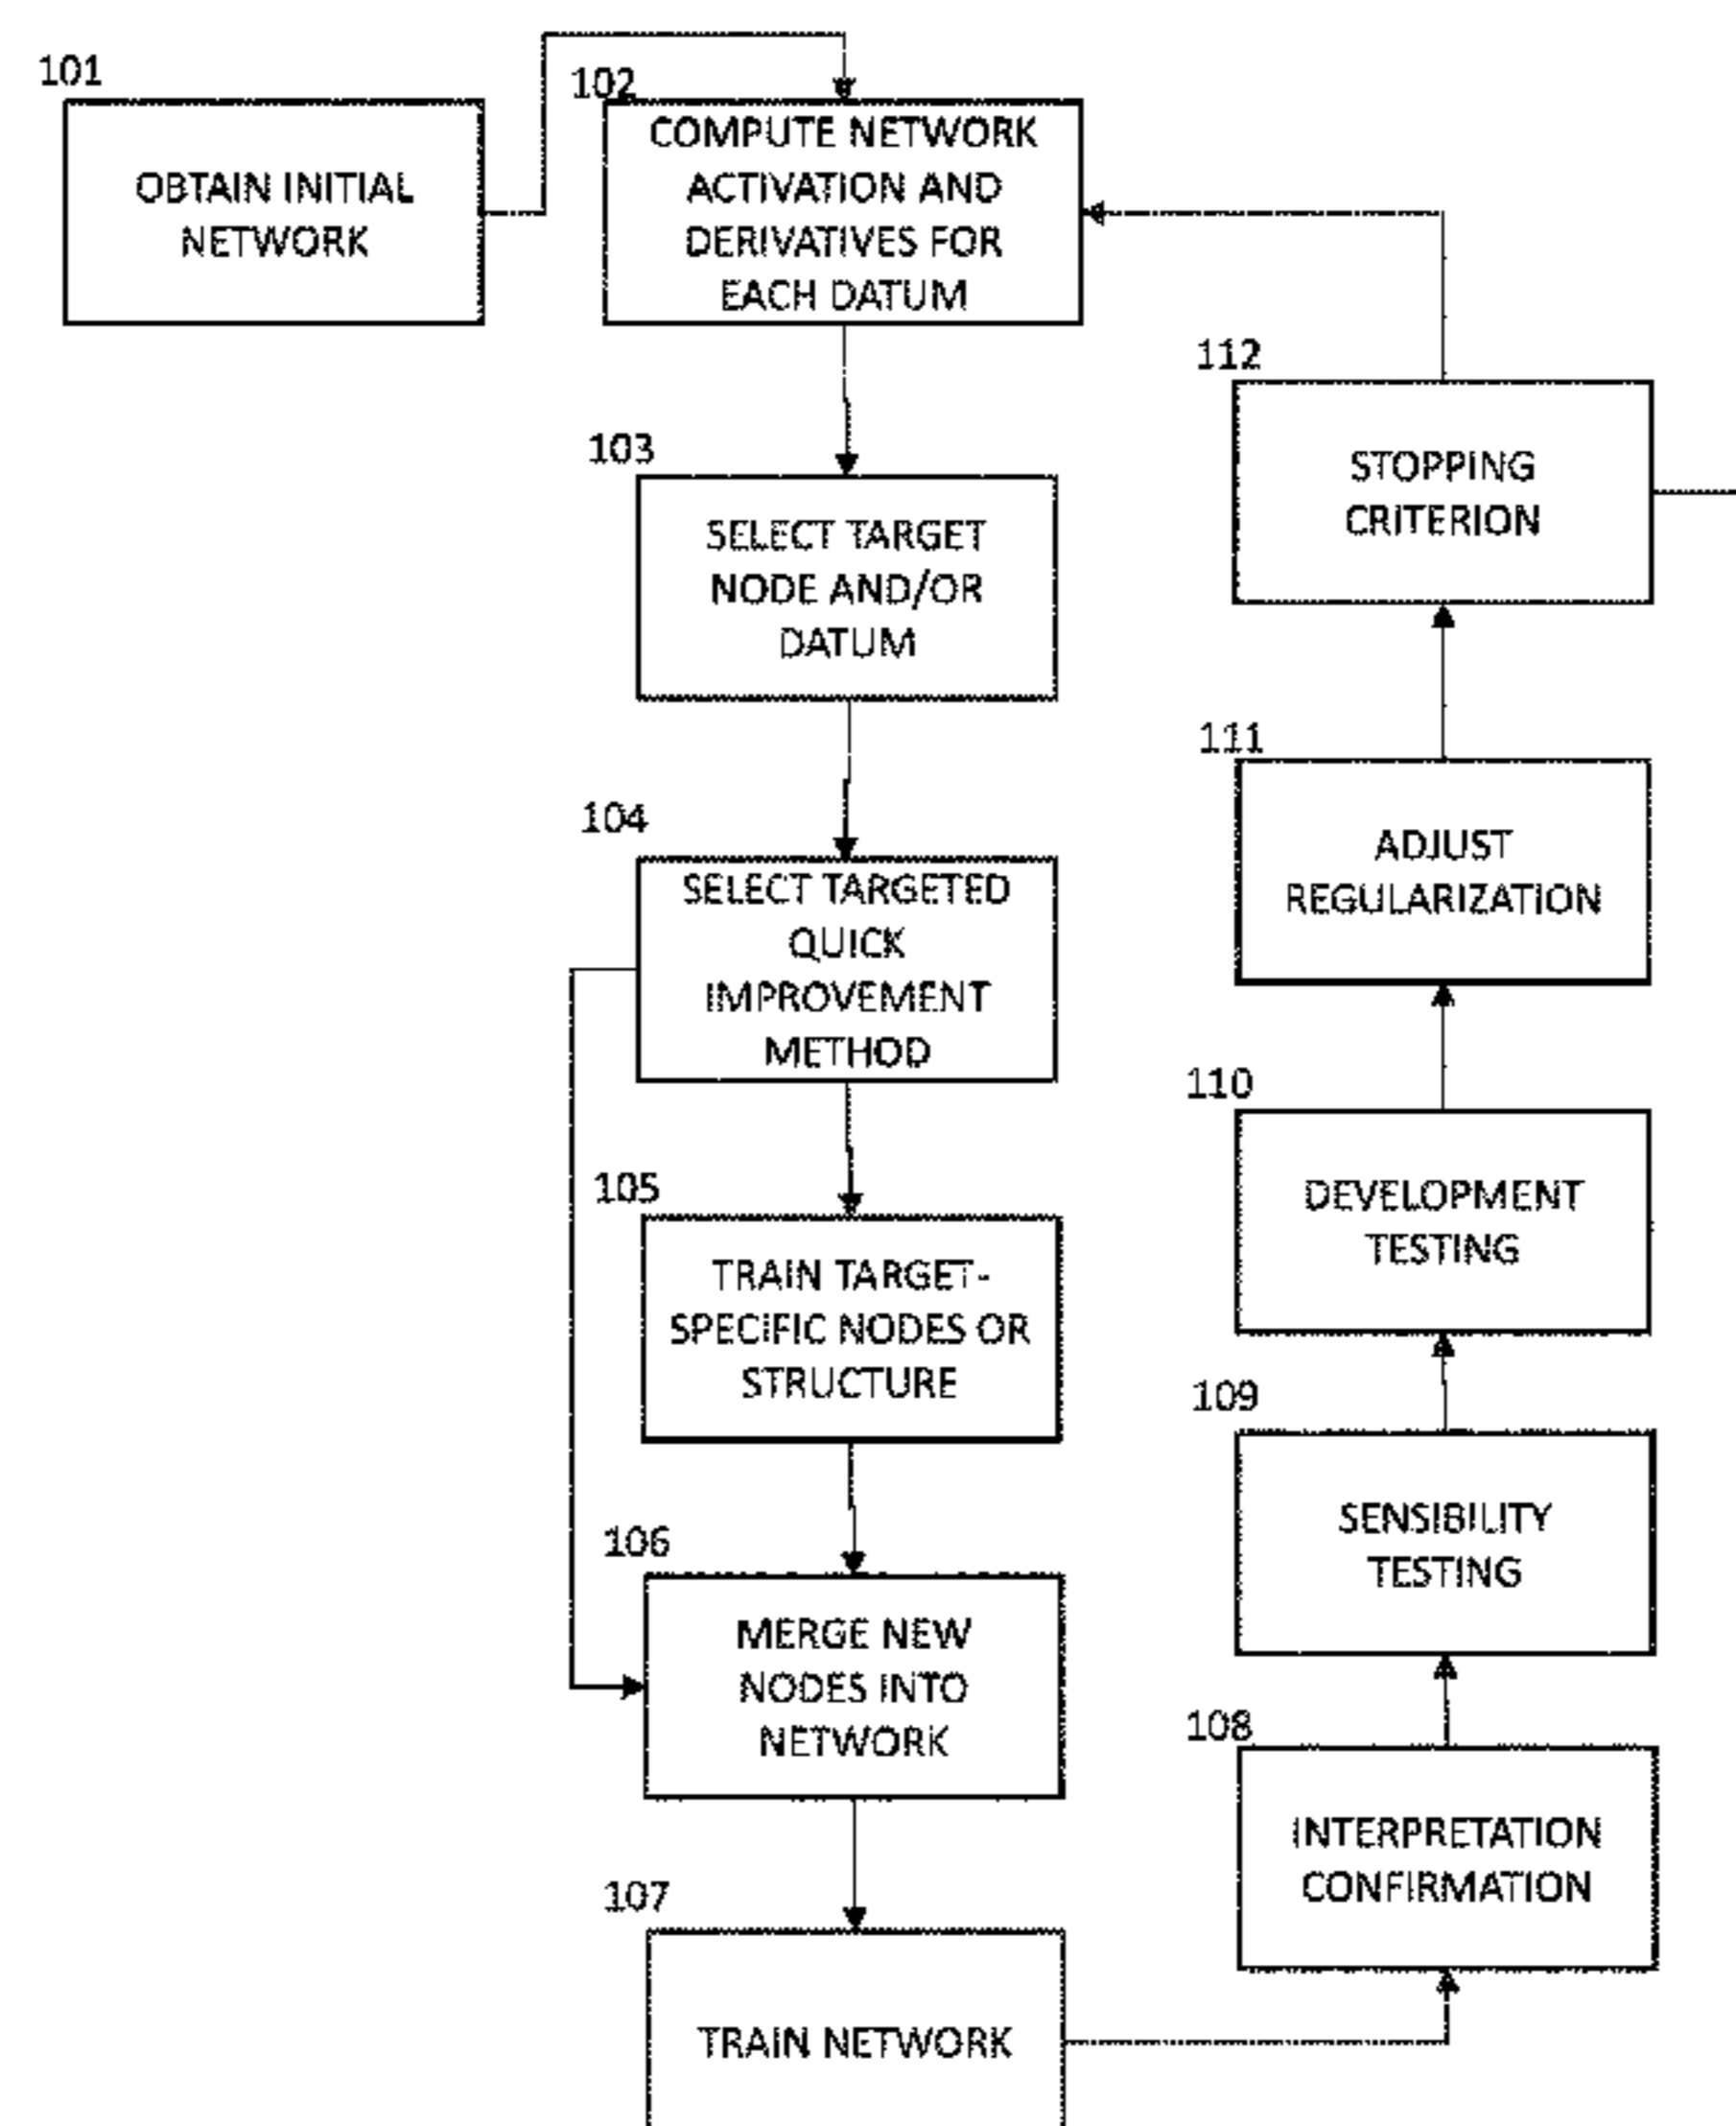 101
OBTAIN INITIAL
NETWORK
102
COMPUTE NETWORK
ACTIVATION AND
DERIVATIVES FOR
EACH DATUM
103
SELECT TARGET
NODE AND/OR
DATUM
104
SELECT TARGETED
QUICK
IMPROVEMENT
METHOD
105
TRAIN TARGET-
SPECIFIC NODES OR
STRUCTURE
106
MERGE NEW
NODES INTO
NETWORK
107
TRAIN NETWORK
108
INTERPRETATION
CONFIRMATION
109
SENSIBILITY
TESTING
110
DEVELOPMENT
TESTING
111
ADJUST
REGULARIZATION
112
STOPPING
CRITERION